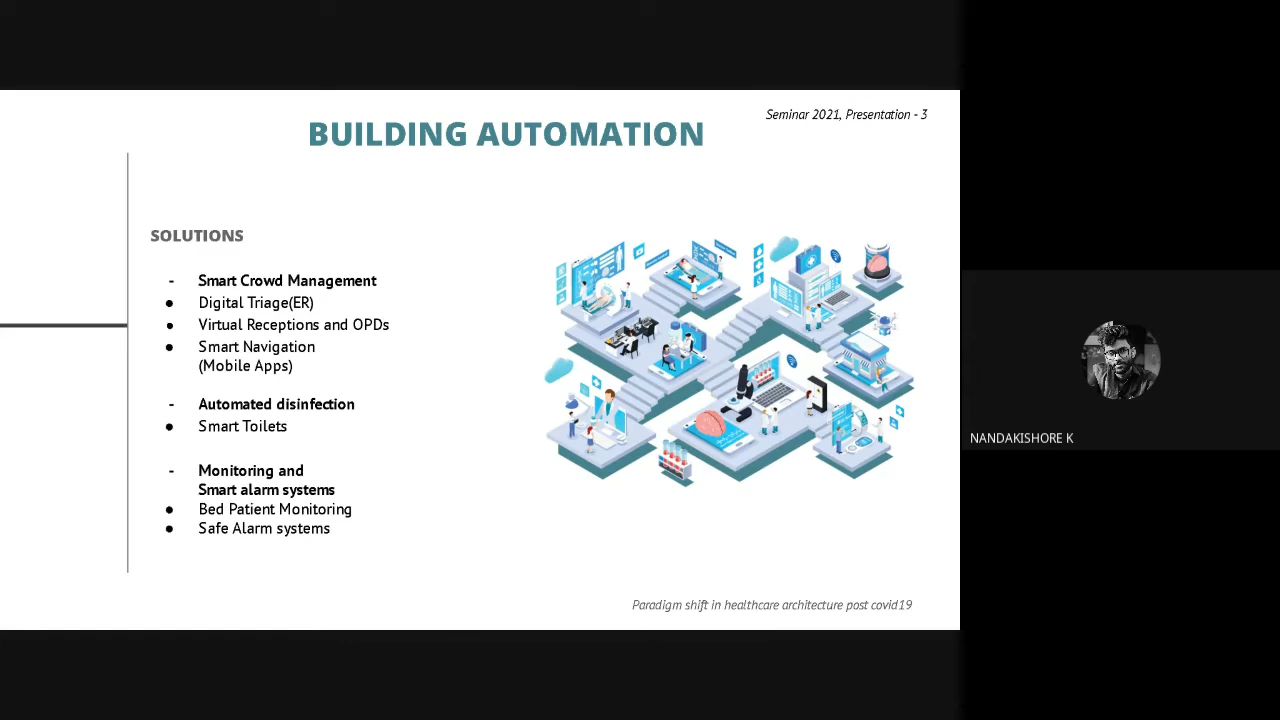 Seminar 2021, Presentation - 3
BUILDING AUTOMATION
SOLUTIONS
- Smart Crowd Management
● Digital Triage(ER)
● Virtual Receptions and OPDs
● Smart Navigation
(Mobile Apps)
- Automated disinfection
● Smart Toilets
- Monitoring and
Smart alarm systems
● Bed Patient Monitoring
● Safe Alarm systems
Paradigm shift in healthcare architecture post covid19
NANDAKISHORE K